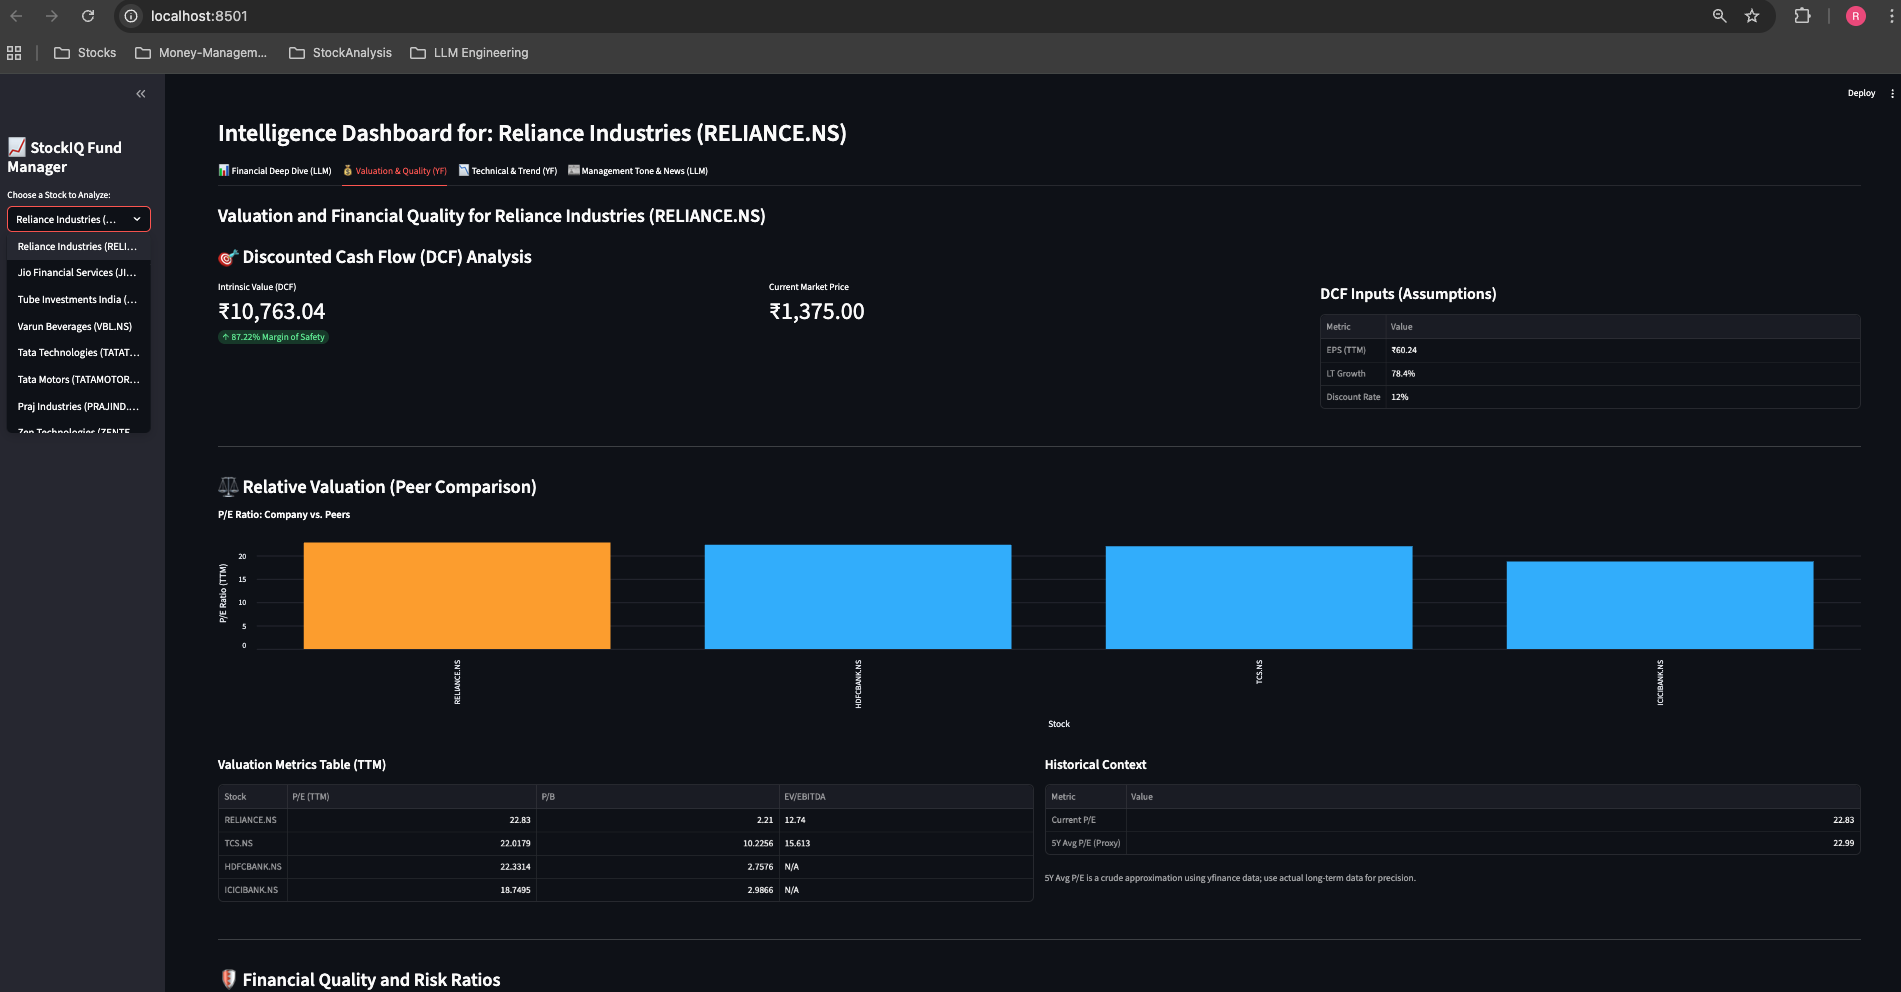 localhost:8501
R
Stocks
Money-Managem...
StockAnalysis
LLM Engineering
Deploy
StockIQ Fund
Manager
Choose a Stock to Analyze:
Reliance Industries (...
Reliance Industries (RELI...
Jio Financial Services (JI...
Tube Investments India (...
Varun Beverages (VBL.NS)
Tata Technologies (TATAT...
Tata Motors (TATAMOTOR...
Praj Industries (PRAJIND....
Zen Technologies (ZENTE...
Intelligence Dashboard for: Reliance Industries (RELIANCE.NS)
Financial Deep Dive (LLM)
Valuation & Quality (YF)
Technical & Trend (YF)
Management Tone & News (LLM)
Valuation and Financial Quality for Reliance Industries (RELIANCE.NS)
Discounted Cash Flow (DCF) Analysis
Intrinsic Value (DCF)
₹10,763.04
↑ 87.22% Margin of Safety
Current Market Price
₹1,375.00
DCF Inputs (Assumptions)
Metric Value
EPS (TTM) ₹60.24
LT Growth 78.4%
Discount Rate 12%
Relative Valuation (Peer Comparison)
P/E Ratio: Company vs. Peers
P/E Ratio (TTM)
20
15
10
5
0
RELIANCE.NS
HDFCBANK.NS
TCS.NS
ICICIBANK.NS
Stock
Valuation Metrics Table (TTM)
Stock P/E (TTM) P/B EV/EBITDA
RELIANCE.NS 22.83 2.21 12.74
TCS.NS 22.0179 10.2256 15.613
HDFCBANK.NS 22.3314 2.7576 N/A
ICICIBANK.NS 18.7495 2.9866 N/A
Historical Context
Metric Value
Current P/E 22.83
5Y Avg P/E (Proxy) 22.99
5Y Avg P/E is a crude approximation using yfinance data; use actual long-term data for precision.
Financial Quality and Risk Ratios